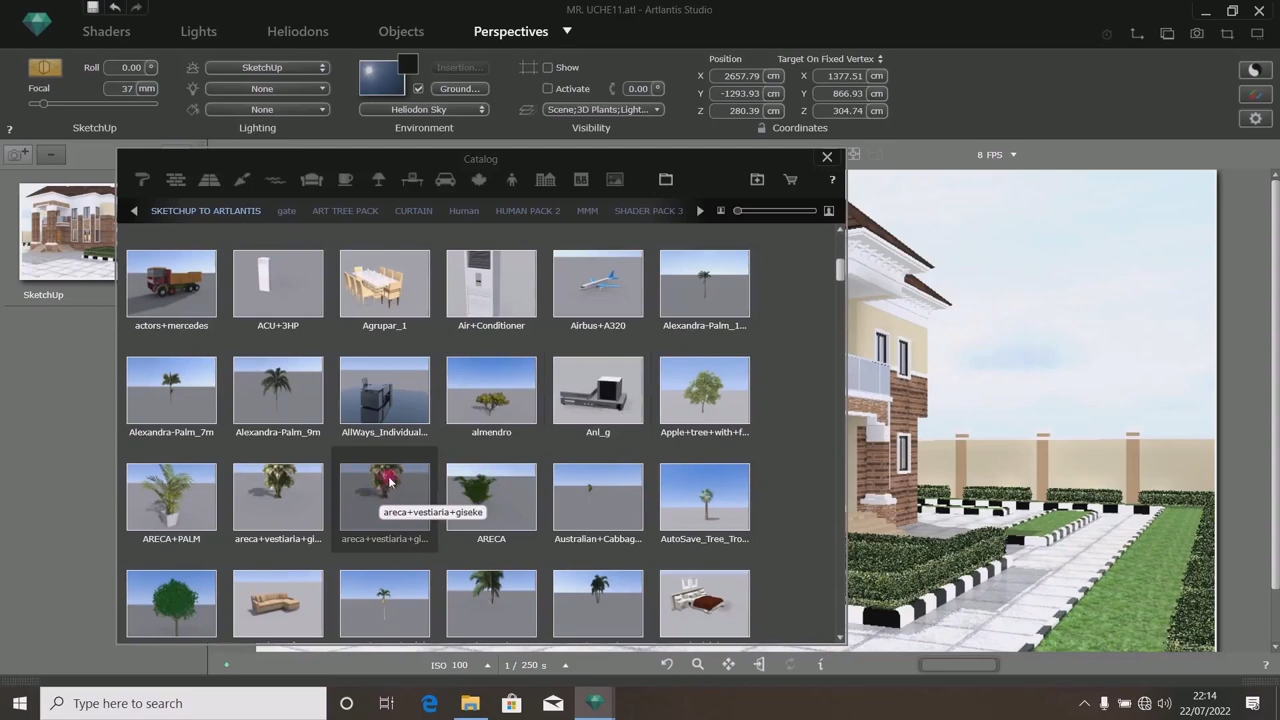 MR. UCHE11.atl - Artlantis Studio
Shaders Lights Heliodons Objects Perspectives
Roll 0.00 °
Focal 37 mm
SketchUp
SketchUp
None
None
Lighting
Insertion...
Ground...
Heliodon Sky
Environment
Show
Activate 0.00 °
Scene;3D Plants;Light...
Visibility
Position Target On Fixed Vertex
X 2657.79 cm X 1377.51 cm
Y -1293.93 cm Y 866.93 cm
Z 280.39 cm Z 304.74 cm
Coordinates
?
8 FPS
SketchUp
Catalog
?
SKETCHUP TO ARTLANTIS gate ART TREE PACK CURTAIN Human HUMAN PACK 2 MMM SHADER PACK 3
actors+mercedes ACU+3HP Agrupar_1 Air+Conditioner Airbus+A320 Alexandra-Palm_1...
Alexandra-Palm_7m Alexandra-Palm_9m AllWays_Individual... almendro Anl_g Apple+tree+with+f...
areca+vestiaria+giseke
ARECA+PALM areca+vestiaria+gi... areca+vestiaria+gi... ARECA Australian+Cabbag... AutoSave_Tree_Tro...
ISO 100 1 / 250 s i ?
Type here to search
22:14
22/07/2022